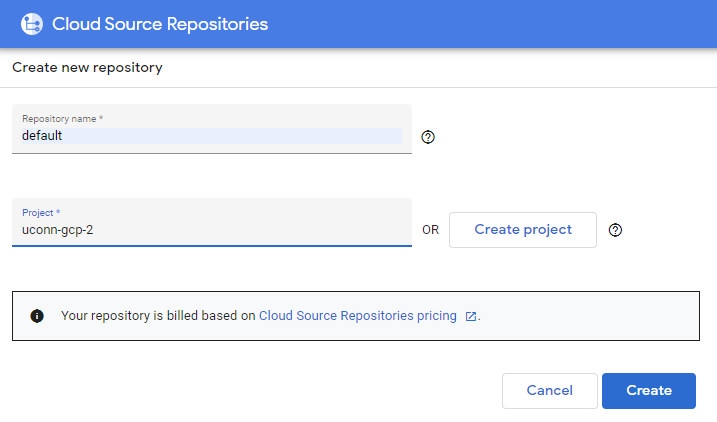 Cloud Source Repositories
Create new repository
Repository name *
default
Project *
uconn-gcp-2
OR
Create project
Your repository is billed based on Cloud Source Repositories pricing.
Cancel
Create